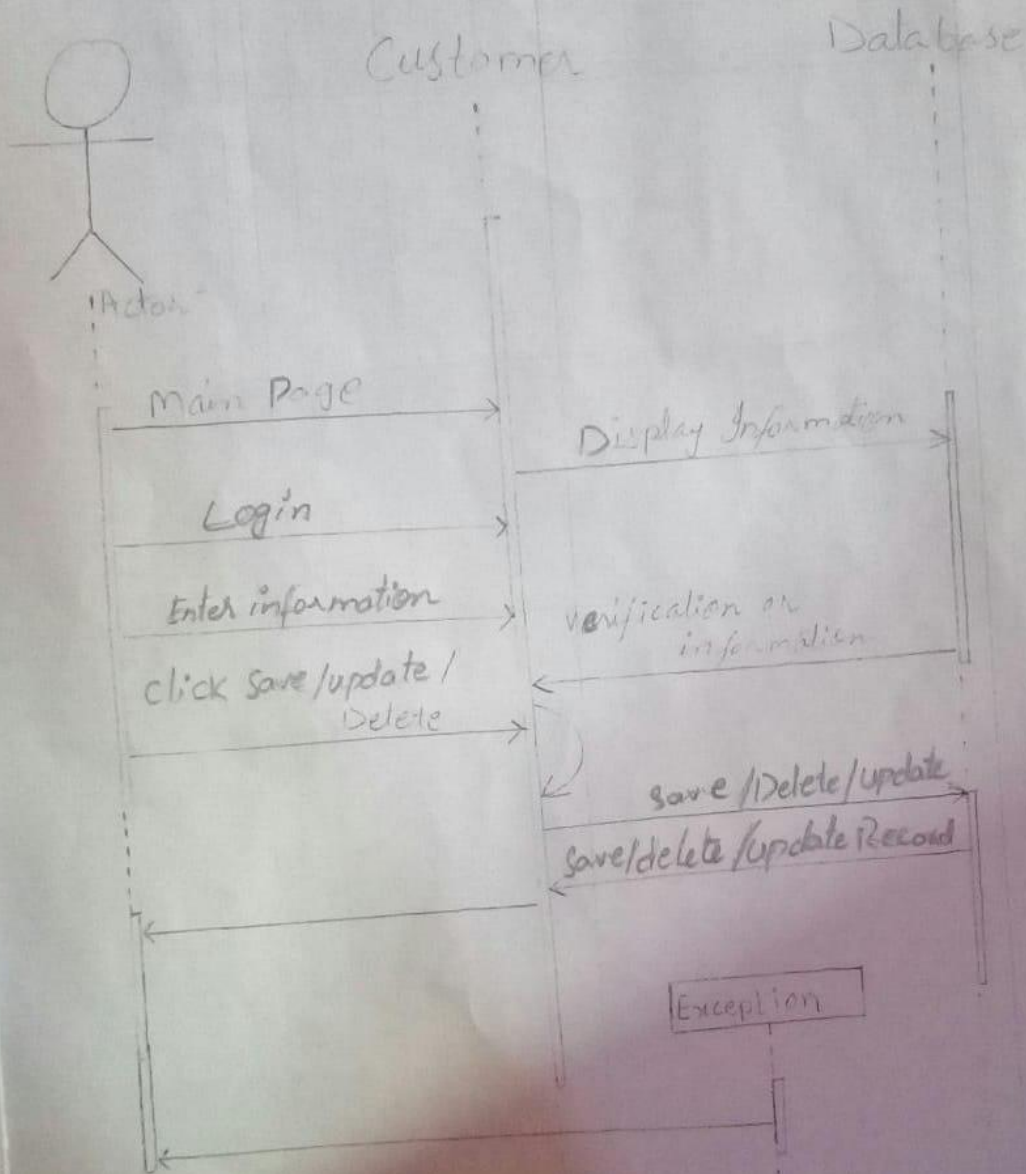 Customer
Database
Actor
Main Page
Display Information
Login
Enter information
verification or
information
click save/update/
Delete
save/Delete/update
save/delete/update Record
Exception